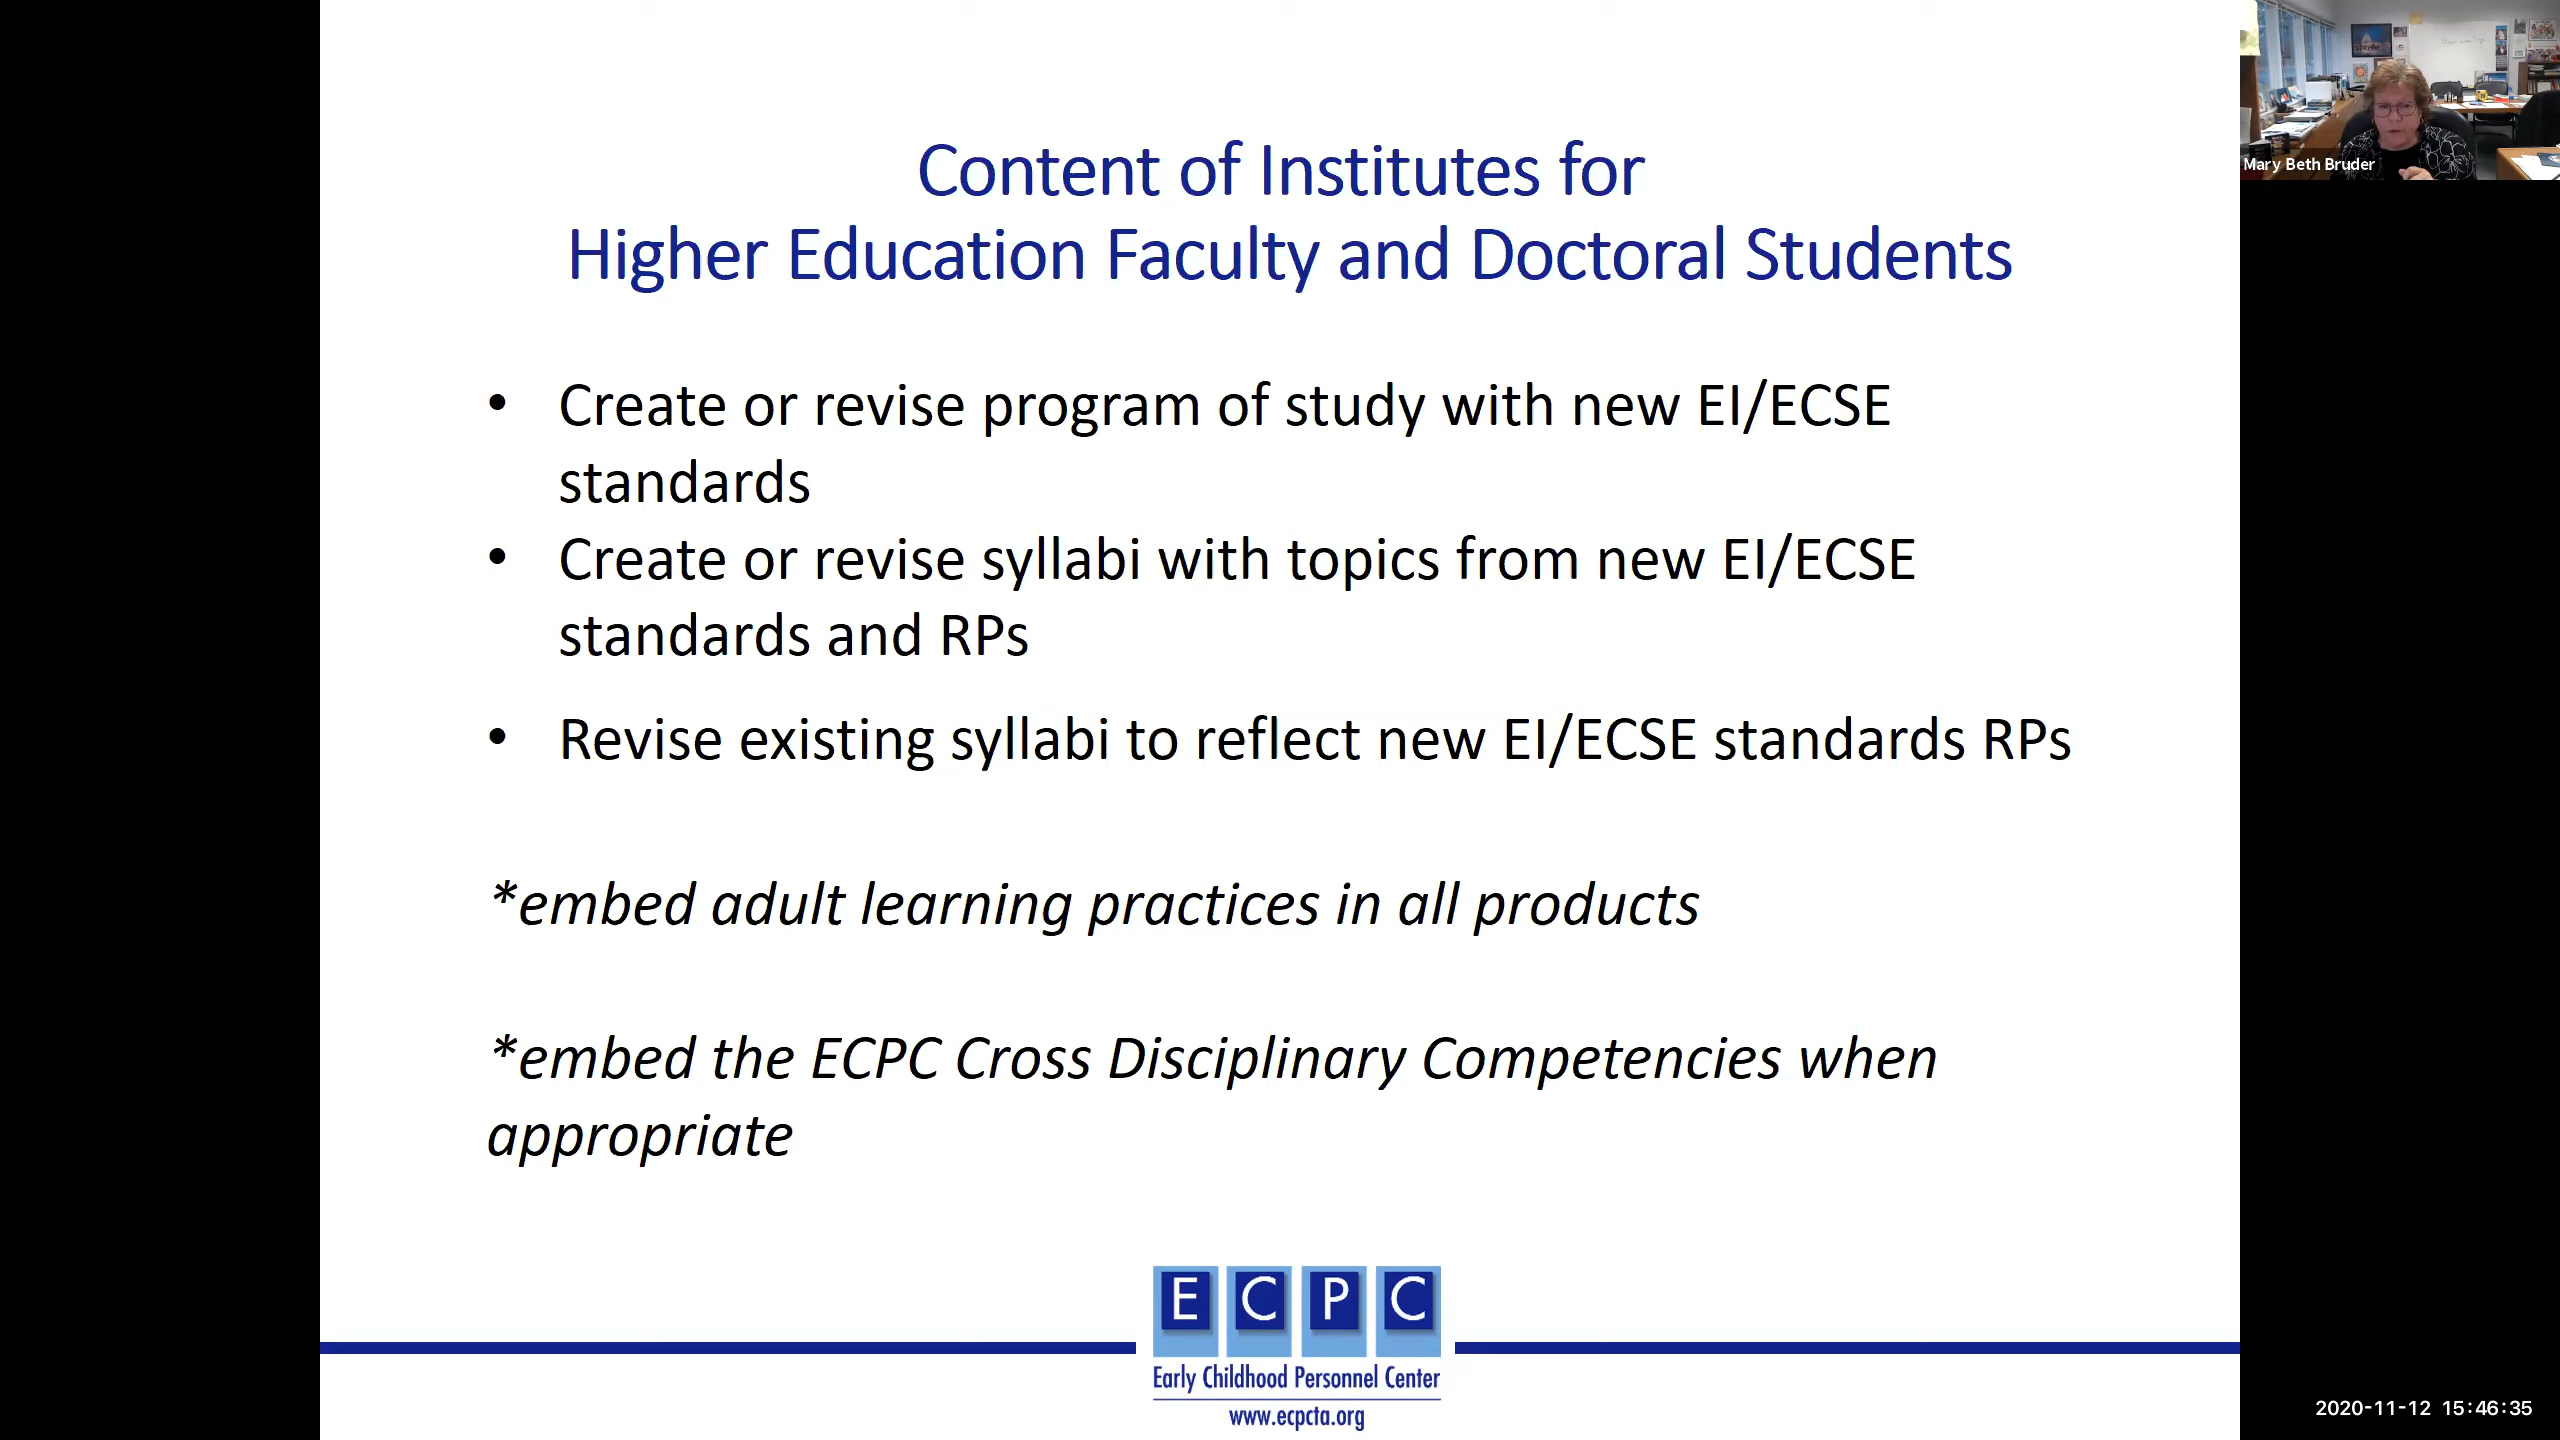 Content of Institutes for
Higher Education Faculty and Doctoral Students
• Create or revise program of study with new EI/ECSE
standards
• Create or revise syllabi with topics from new EI/ECSE
standards and RPs
• Revise existing syllabi to reflect new EI/ECSE standards RPs
*embed adult learning practices in all products
*embed the ECPC Cross Disciplinary Competencies when
appropriate
E C P C
Early Childhood Personnel Center
www.ecpcta.org
Mary Beth Bruder
2020-11-12 15:46:35